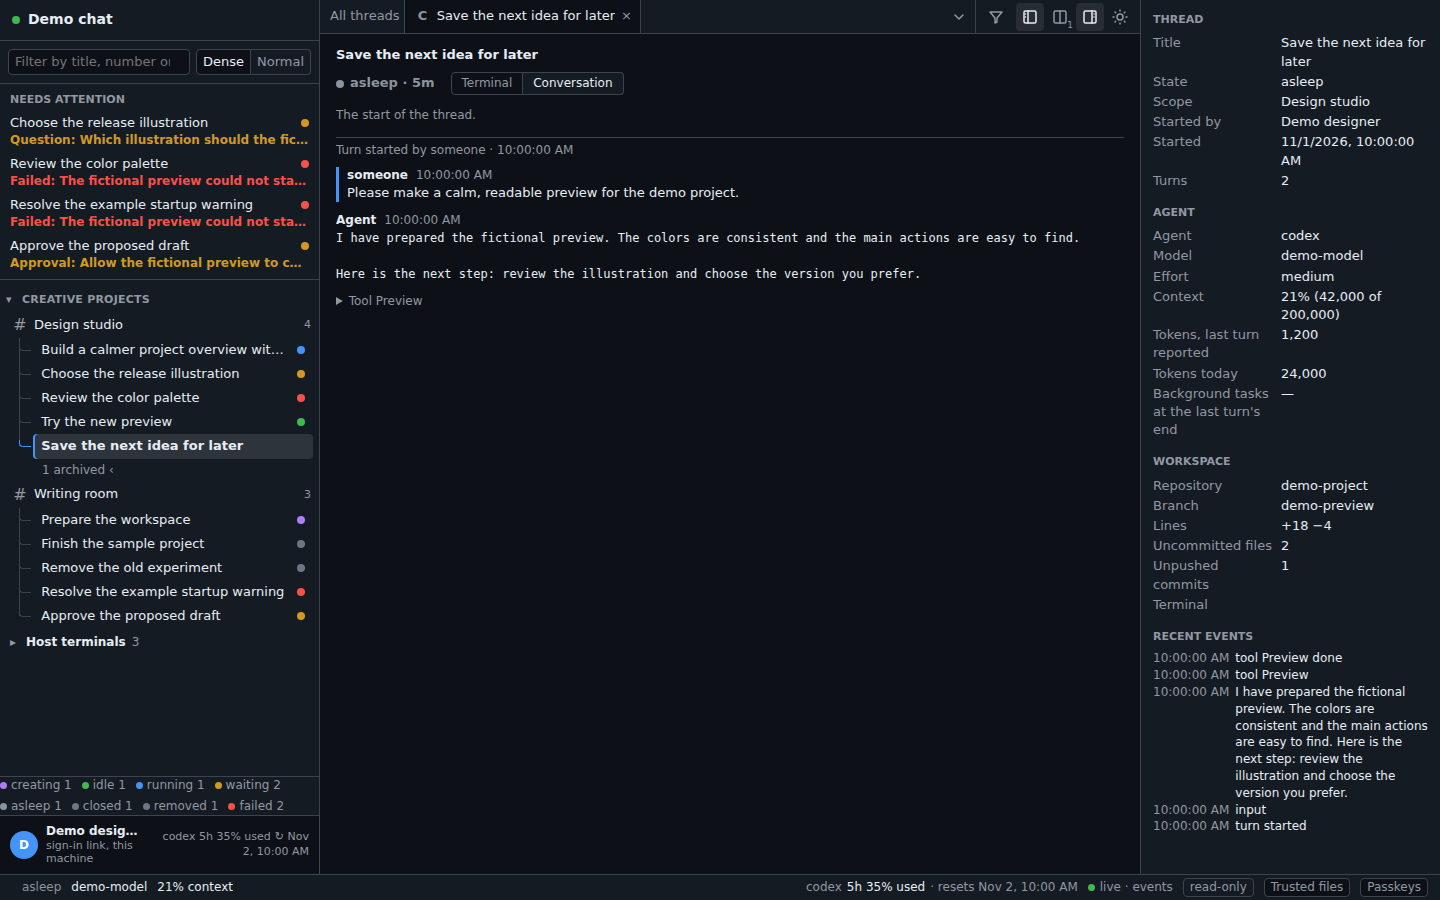 Demo chat
Filter by title, number or
Dense Normal
NEEDS ATTENTION
Choose the release illustration
Question: Which illustration should the fic…
Review the color palette
Failed: The fictional preview could not sta…
Resolve the example startup warning
Failed: The fictional preview could not sta…
Approve the proposed draft
Approval: Allow the fictional preview to c…
CREATIVE PROJECTS
# Design studio 4
Build a calmer project overview wit…
Choose the release illustration
Review the color palette
Try the new preview
Save the next idea for later
1 archived ‹
# Writing room 3
Prepare the workspace
Finish the sample project
Remove the old experiment
Resolve the example startup warning
Approve the proposed draft
Host terminals 3
creating 1 idle 1 running 1 waiting 2
asleep 1 closed 1 removed 1 failed 2
D
Demo desig…
sign-in link, this
machine
codex 5h 35% used ↻ Nov
2, 10:00 AM
All threads
C Save the next idea for later ×
1
Save the next idea for later
asleep · 5m
Terminal Conversation
The start of the thread.
Turn started by someone · 10:00:00 AM
someone 10:00:00 AM
Please make a calm, readable preview for the demo project.
Agent 10:00:00 AM
I have prepared the fictional preview. The colors are consistent and the main actions are easy to find.
Here is the next step: review the illustration and choose the version you prefer.
Tool Preview
THREAD
Title Save the next idea for
later
State asleep
Scope Design studio
Started by Demo designer
Started 11/1/2026, 10:00:00
AM
Turns 2
AGENT
Agent codex
Model demo-model
Effort medium
Context 21% (42,000 of
200,000)
Tokens, last turn 1,200
reported
Tokens today 24,000
Background tasks —
at the last turn's
end
WORKSPACE
Repository demo-project
Branch demo-preview
Lines +18 −4
Uncommitted files 2
Unpushed 1
commits
Terminal
RECENT EVENTS
10:00:00 AM tool Preview done
10:00:00 AM tool Preview
10:00:00 AM I have prepared the fictional
preview. The colors are
consistent and the main actions
are easy to find. Here is the
next step: review the
illustration and choose the
version you prefer.
10:00:00 AM input
10:00:00 AM turn started
asleep demo-model 21% context
codex 5h 35% used · resets Nov 2, 10:00 AM live · events read-only Trusted files Passkeys